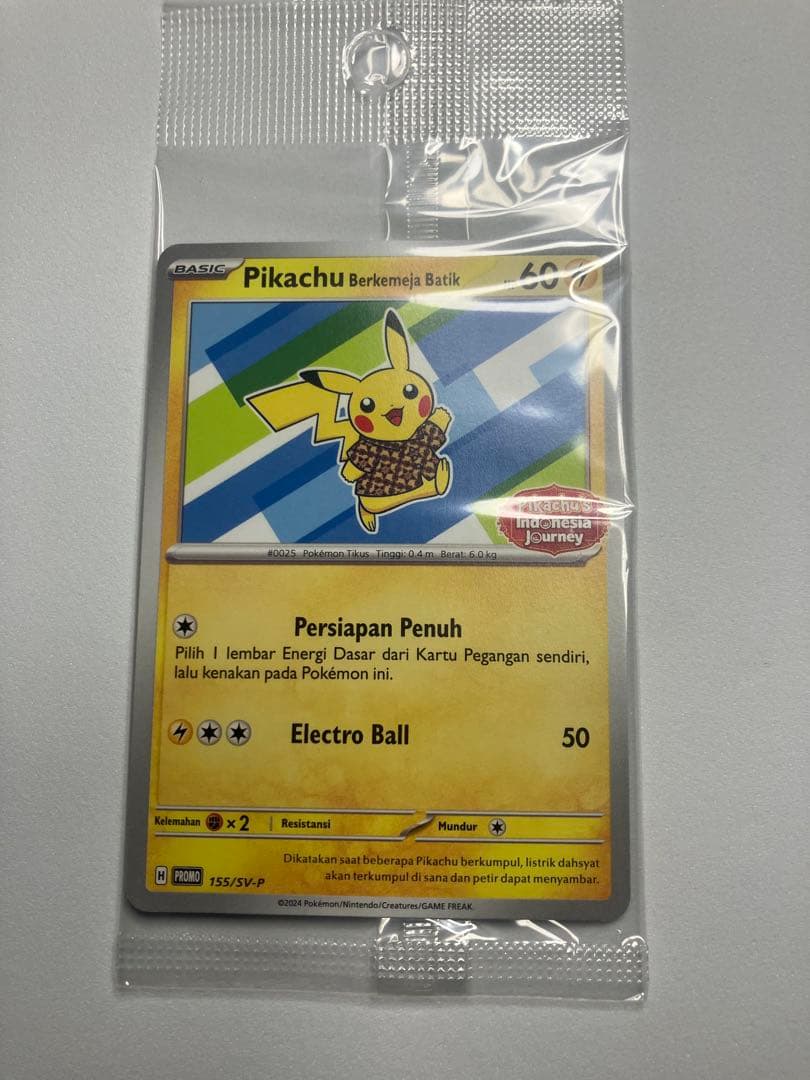 BASIC Pikachu Berkemeja Batik HP 60
Pikachu's
Indonesia
Journey
#0025 Pokémon Tikus Tinggi: 0.4 m Berat: 6.0 kg
Persiapan Penuh
Pilih 1 lembar Energi Dasar dari Kartu Pegangan sendiri,
lalu kenakan pada Pokémon ini.
Electro Ball 50
Kelemahan ×2 Resistansi Mundur
Dikatakan saat beberapa Pikachu berkumpul, listrik dahsyat
akan terkumpul di sana dan petir dapat menyambar.
H PROMO 155/SV-P
©2024 Pokémon/Nintendo/Creatures/GAME FREAK.